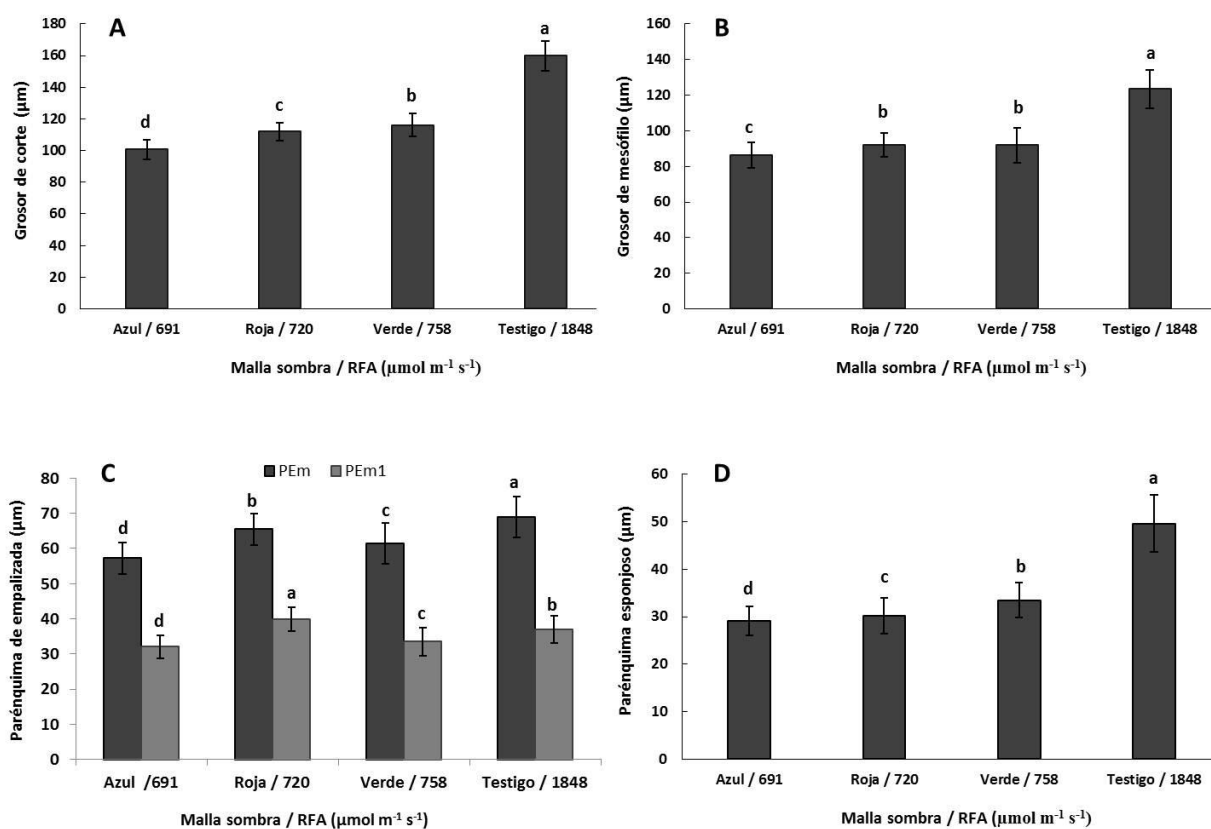 A
Grosor de corte (µm)
180
160
140
120
100
80
60
40
20
0
d
c
b
a
Azul / 691
Roja / 720
Verde / 758
Testigo / 1848
Malla sombra / RFA (µmol m⁻¹ s⁻¹)
B
Grosor de mesófilo (µm)
160
140
120
100
80
60
40
20
0
c
b
b
a
Azul / 691
Roja / 720
Verde / 758
Testigo / 1848
Malla sombra / RFA (µmol m⁻¹ s⁻¹)
C
PEm
PEm1
Parénquima de empalizada (µm)
80
70
60
50
40
30
20
10
0
d
d
b
a
c
c
a
b
Azul /691
Roja / 720
Verde / 758
Testigo / 1848
Malla sombra / RFA (µmol m⁻¹ s⁻¹)
D
Parénquima esponjoso (µm)
60
50
40
30
20
10
0
d
c
b
a
Azul / 691
Roja / 720
Verde / 758
Testigo / 1848
Malla sombra / RFA (µmol m⁻¹ s⁻¹)